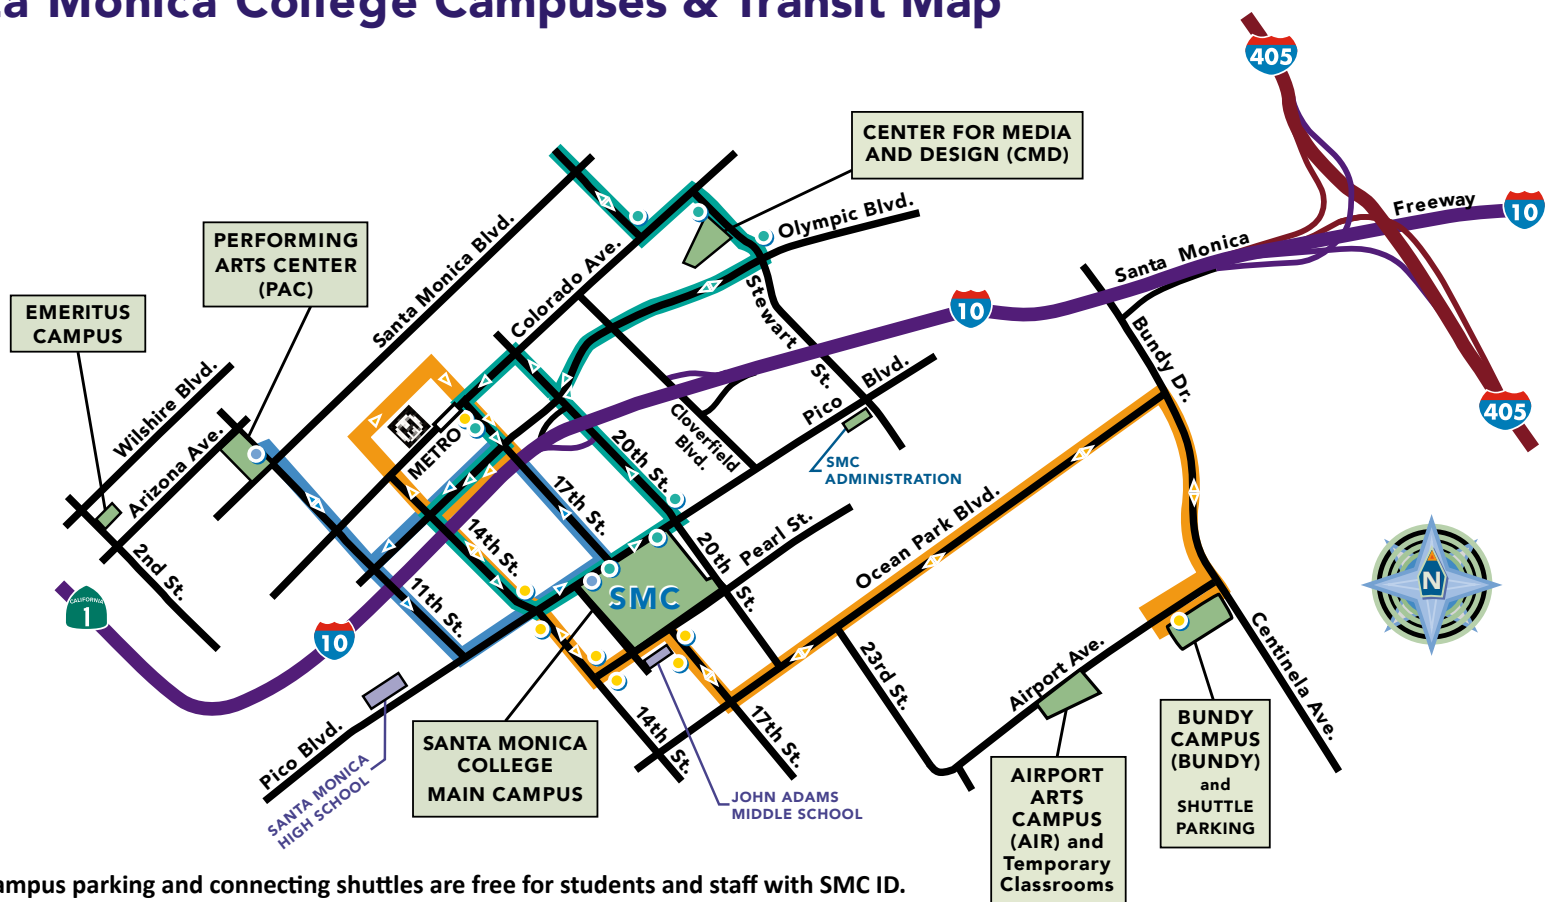 a Monica College Campuses & Transit Map
405
CENTER FOR MEDIA
AND DESIGN (CMD)
Freeway
10
Olympic Blvd.
PERFORMING
ARTS CENTER
(PAC)
Santa Monica Blvd.
Colorado Ave.
Santa Monica
EMERITUS
CAMPUS
Stewart
St.
10
Bundy Dr.
Wilshire Blvd.
Arizona Ave.
METRO
Pico Blvd.
405
Cloverfield
Blvd.
20th St.
SMC
ADMINISTRATION
17th St.
14th St.
2nd St.
20th
St.
Pearl St.
Ocean Park Blvd.
N
CALIFORNIA
1
11th St.
SMC
10
Centinela Ave.
23rd St.
Airport Ave.
Pico Blvd.
14th St.
17th St.
SANTA MONICA
HIGH SCHOOL
SANTA MONICA
COLLEGE
MAIN CAMPUS
JOHN ADAMS
MIDDLE SCHOOL
BUNDY
CAMPUS
(BUNDY)
and
SHUTTLE
PARKING
AIRPORT
ARTS
CAMPUS
(AIR) and
Temporary
Classrooms
ampus parking and connecting shuttles are free for students and staff with SMC ID.